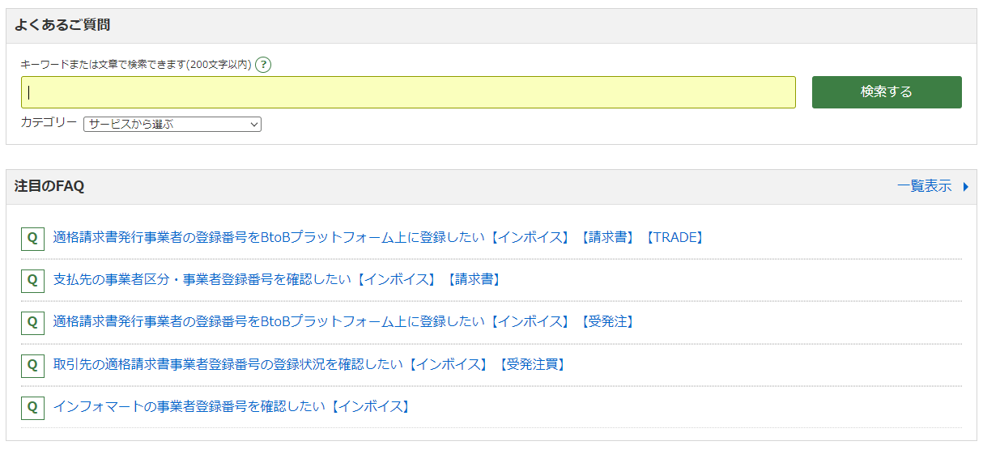 よくあるご質問
キーワードまたは文章で検索できます(200文字以内) ?
検索する
カテゴリー サービスから選ぶ
注目のFAQ 一覧表示
Q 適格請求書発行事業者の登録番号をBtoBプラットフォーム上に登録したい【インボイス】【請求書】【TRADE】
Q 支払先の事業者区分・事業者登録番号を確認したい【インボイス】【請求書】
Q 適格請求書発行事業者の登録番号をBtoBプラットフォーム上に登録したい【インボイス】【受発注】
Q 取引先の適格請求書事業者登録番号の登録状況を確認したい【インボイス】【受発注買】
Q インフォマートの事業者登録番号を確認したい【インボイス】